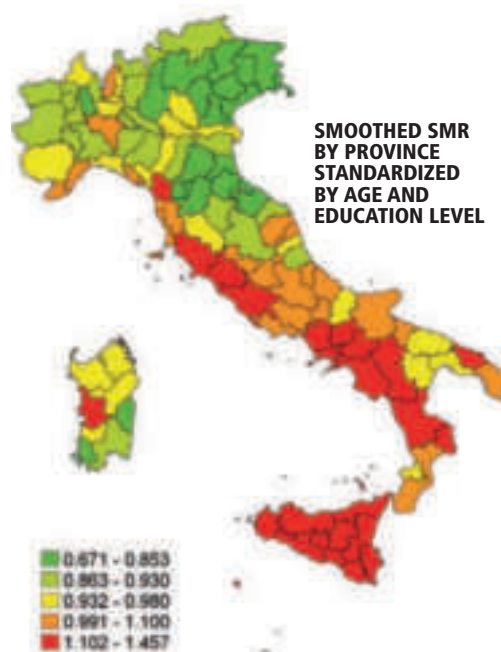 SMOOTHED SMR
BY PROVINCE
STANDARDIZED
BY AGE AND
EDUCATION LEVEL
0.671 - 0.853
0.863 - 0.930
0.932 - 0.980
0.991 - 1.100
1.102 - 1.457